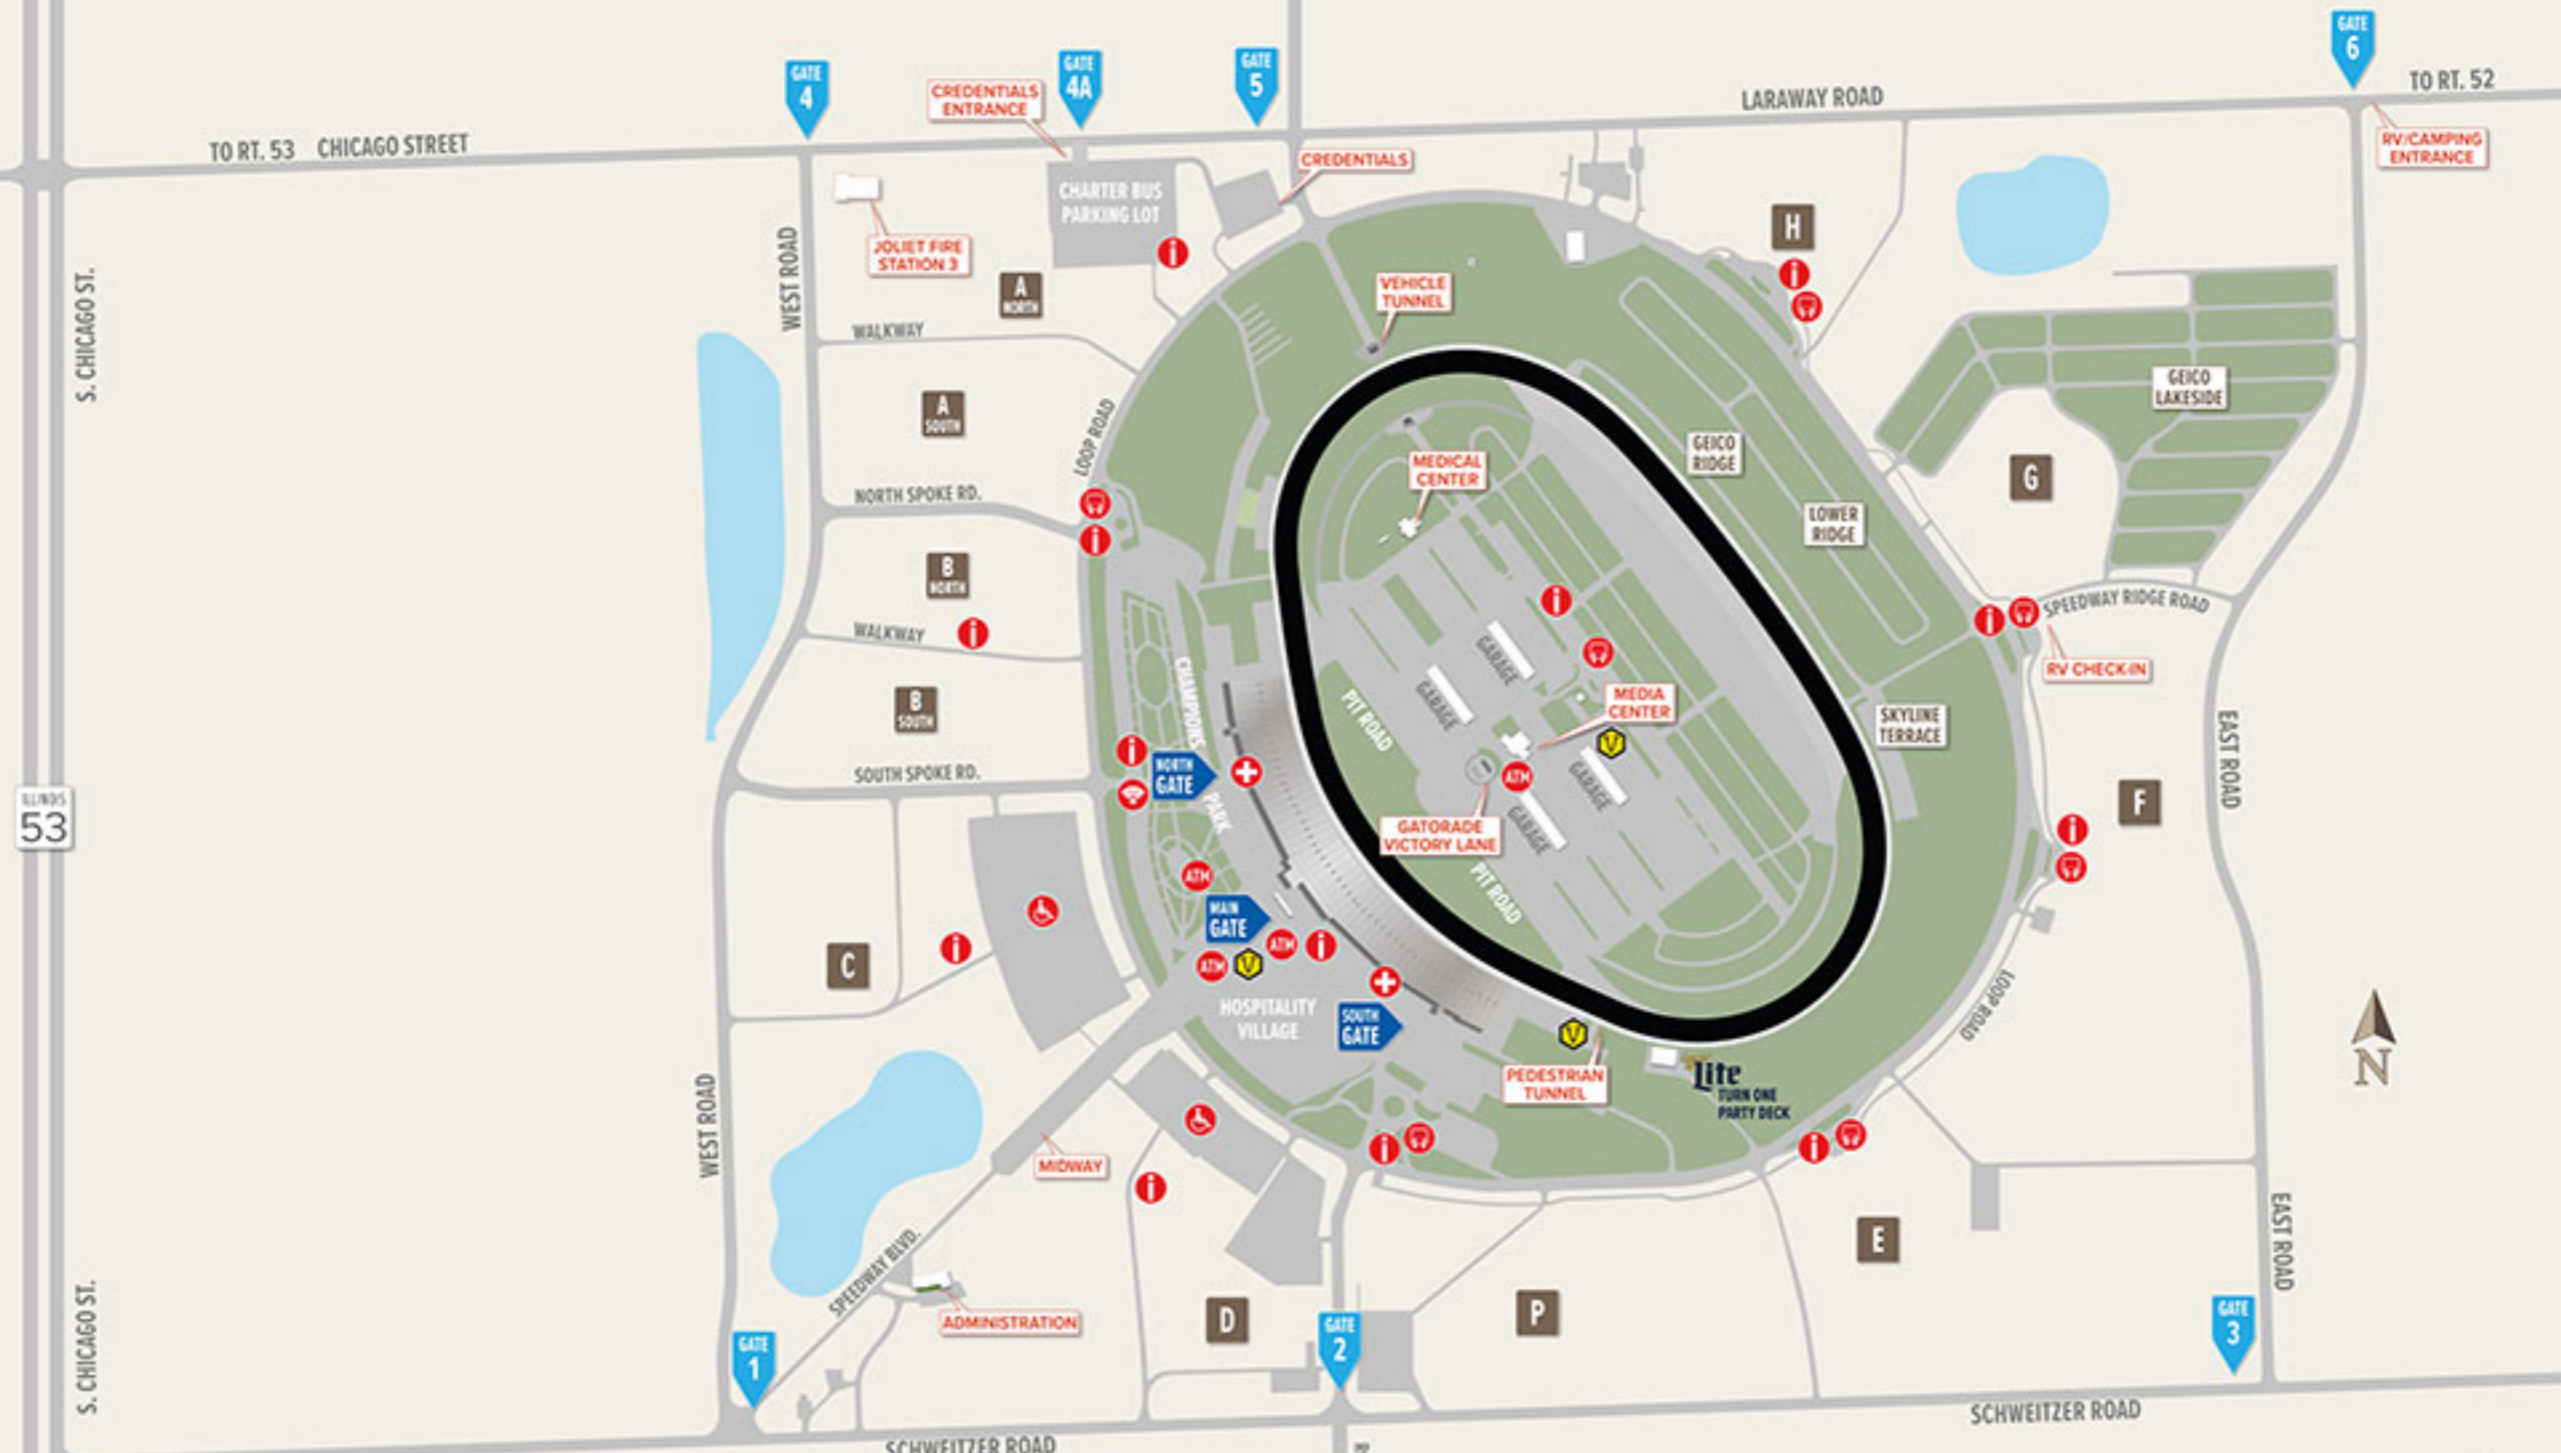 GATE
6
GATE
4
GATE
4A
GATE
5
CREDENTIALS
ENTRANCE
LARAWAY ROAD
TO RT. 52
TO RT. 53 CHICAGO STREET
RV/CAMPING
ENTRANCE
CREDENTIALS
CHARTER BUS
PARKING LOT
JOLIET FIRE
STATION 3
WEST ROAD
S. CHICAGO ST.
A
NORTH
i
H
i
VEHICLE
TUNNEL
WALKWAY
GEICO
LAKESIDE
A
SOUTH
LOOP ROAD
GEICO
RIDGE
MEDICAL
CENTER
G
NORTH SPOKE RD.
LOWER
RIDGE
i
B
NORTH
i
SPEEDWAY RIDGE ROAD
i
WALKWAY
i
GARAGE
RV CHECK-IN
B
SOUTH
CHAMPIONS
PARK
GARAGE
PIT ROAD
MEDIA
CENTER
V
SKYLINE
TERRACE
EAST ROAD
i
NORTH
GATE
SOUTH SPOKE RD.
ATM
GARAGE
F
ILLINOIS
53
GATORADE
VICTORY LANE
GARAGE
i
ATM
PIT ROAD
MAIN
GATE
ATM
i
ATM
V
C
i
HOSPITALITY
VILLAGE
SOUTH
GATE
V
LOOP ROAD
N
PEDESTRIAN
TUNNEL
Lite
TURN ONE
PARTY DECK
WEST ROAD
MIDWAY
i
i
i
E
EAST ROAD
SPEEDWAY BLVD.
ADMINISTRATION
D
P
GATE
1
GATE
2
GATE
3
S. CHICAGO ST.
SCHWEITZER ROAD
SCHWEITZER ROAD